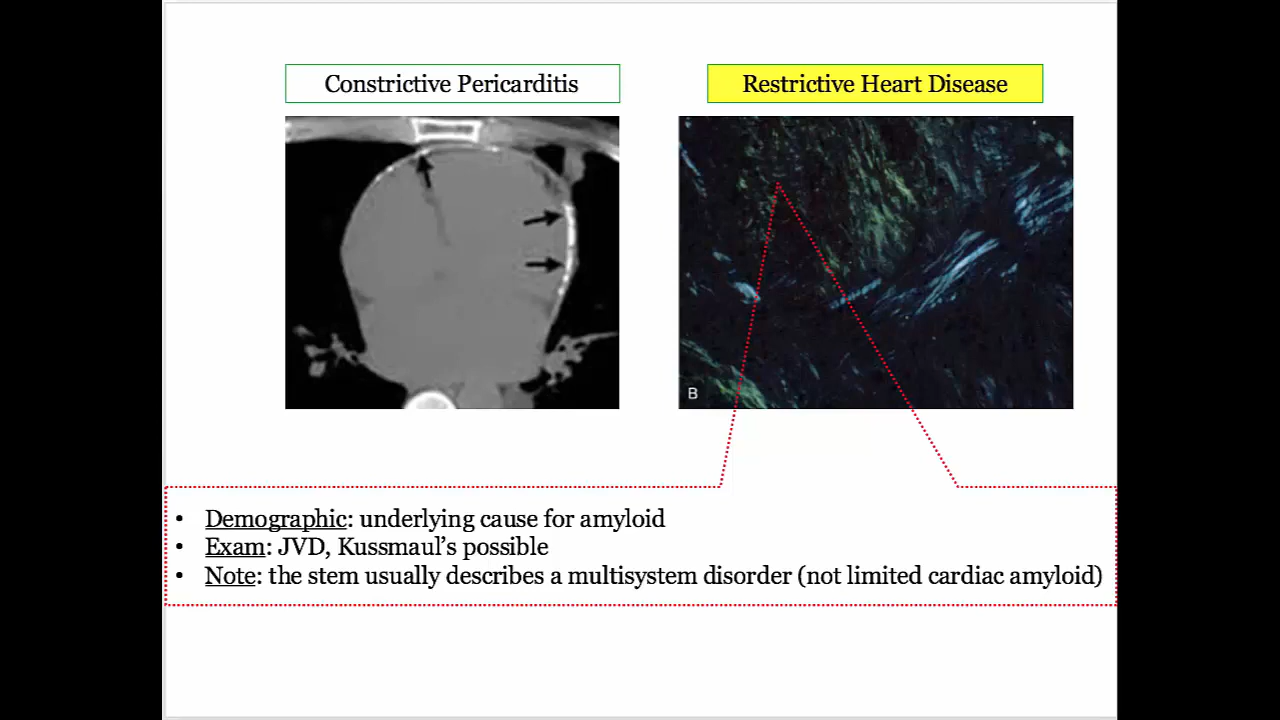 Constrictive Pericarditis
Restrictive Heart Disease
B
• Demographic: underlying cause for amyloid
• Exam: JVD, Kussmaul’s possible
• Note: the stem usually describes a multisystem disorder (not limited cardiac amyloid)